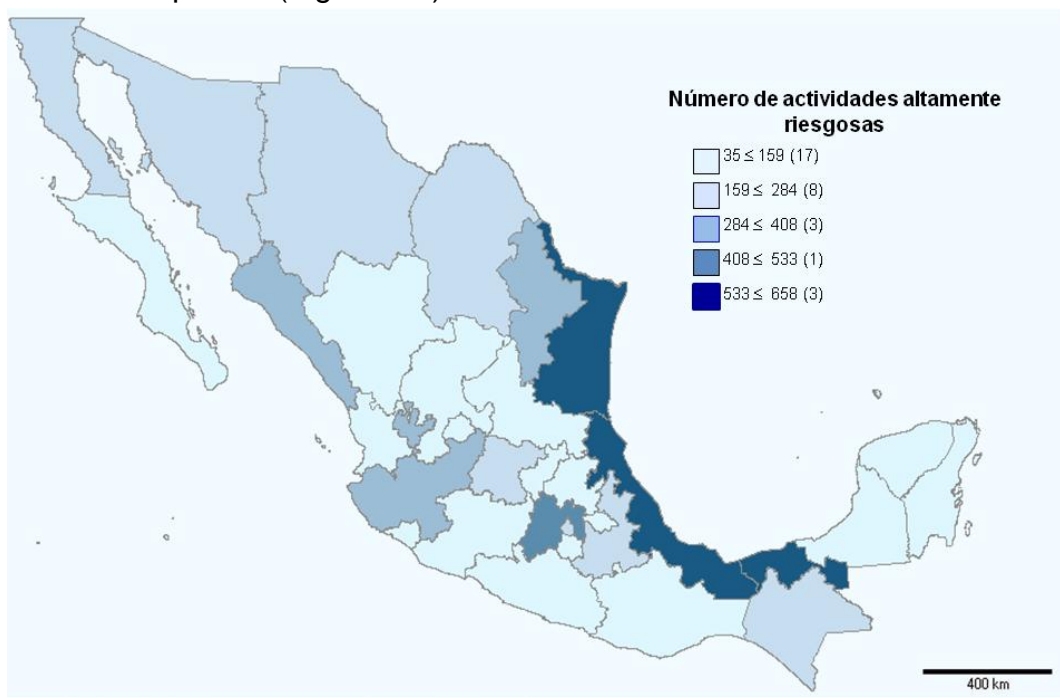 Número de actividades altamente
riesgosas
35 ≤ 159 (17)
159 ≤ 284 (8)
284 ≤ 408 (3)
408 ≤ 533 (1)
533 ≤ 658 (3)
400 km